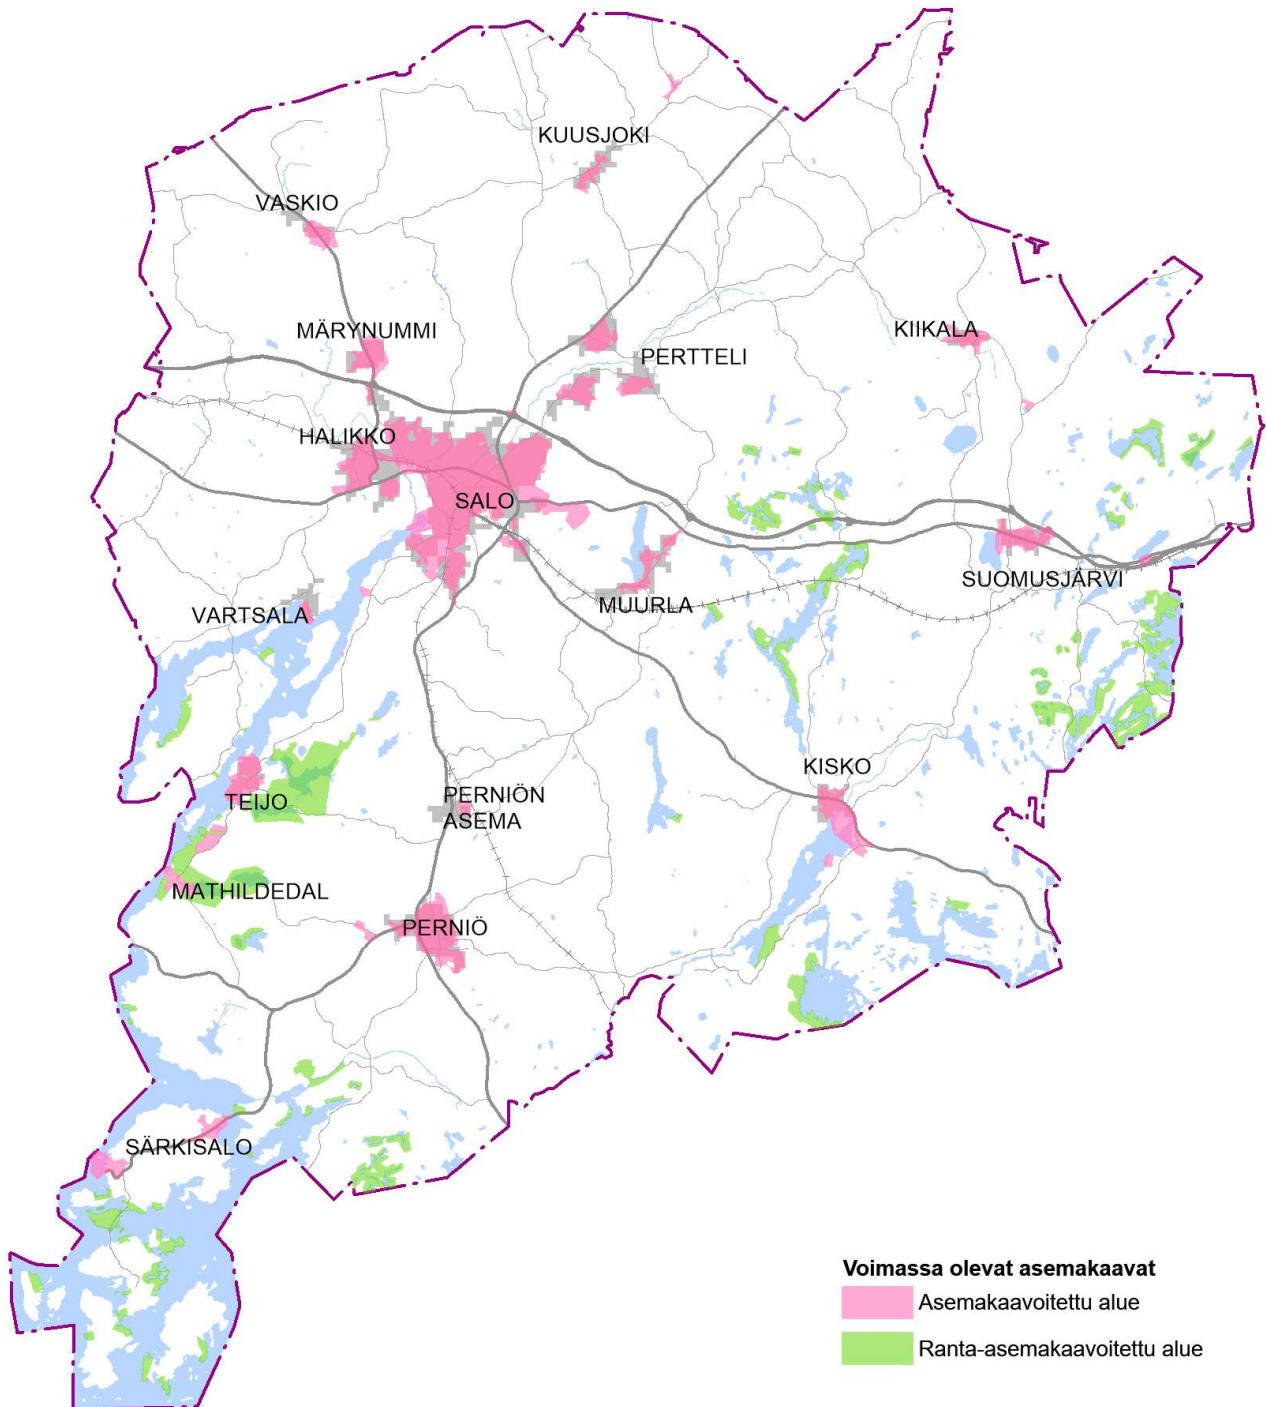 KUUSJOKI
VASKIO
MÄRYNUMMI
KIIKALA
PERTTELI
HALIKKO
SALO
SUOMUSJÄRVI
MUURLA
VARTSALA
KISKO
PERNIÖN
ASEMA
TEIJO
MATHILDEDAL
PERNIÖ
SÄRKISALO
Voimassa olevat asemakaavat
Asemakaavoitettu alue
Ranta-asemakaavoitettu alue